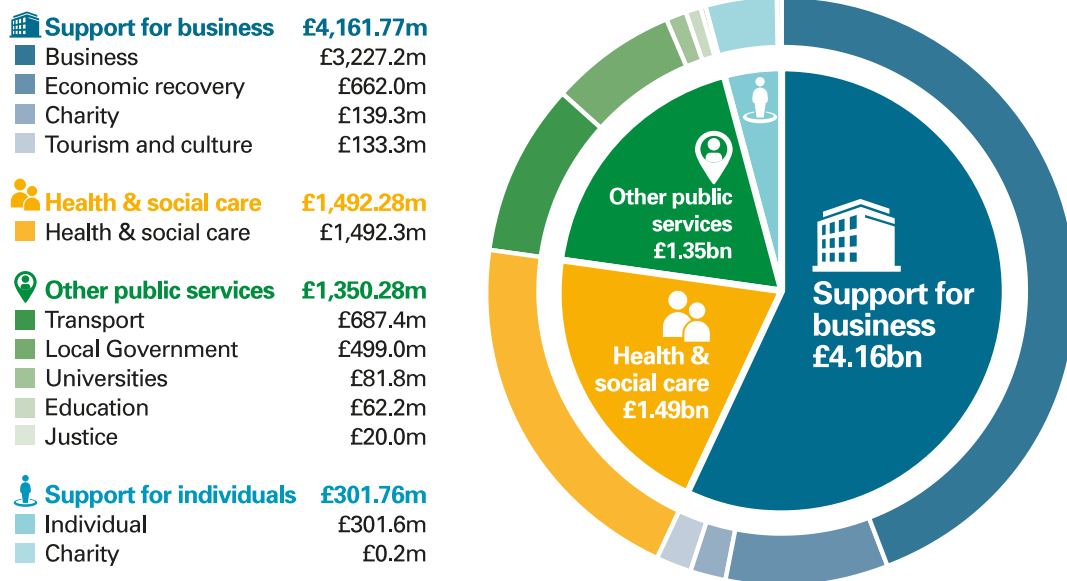 Support for business £4,161.77m
Business £3,227.2m
Economic recovery £662.0m
Charity £139.3m
Tourism and culture £133.3m
Health & social care £1,492.28m
Health & social care £1,492.3m
Other public services £1,350.28m
Transport £687.4m
Local Government £499.0m
Universities £81.8m
Education £62.2m
Justice £20.0m
Support for individuals £301.76m
Individual £301.6m
Charity £0.2m
Other public
services
£1.35bn
Health &
social care
£1.49bn
Support for
business
£4.16bn